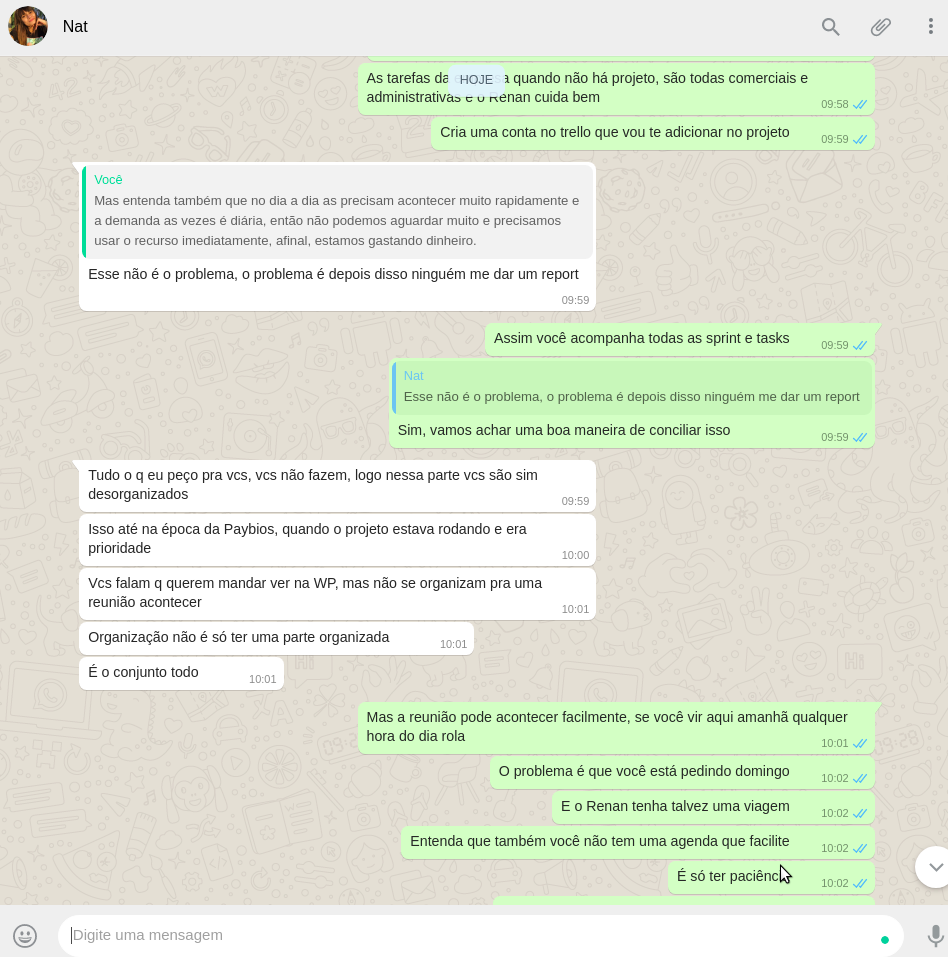 Nat
HOJE
As tarefas da quando não há projeto, são todas comerciais e
administrativas e o Renan cuida bem
09:58
Cria uma conta no trello que vou te adicionar no projeto
09:59
Você
Mas entenda também que no dia a dia as precisam acontecer muito rapidamente e
a demanda as vezes é diária, então não podemos aguardar muito e precisamos
usar o recurso imediatamente, afinal, estamos gastando dinheiro.
Esse não é o problema, o problema é depois disso ninguém me dar um report
09:59
Assim você acompanha todas as sprint e tasks
09:59
Nat
Esse não é o problema, o problema é depois disso ninguém me dar um report
Sim, vamos achar uma boa maneira de conciliar isso
09:59
Tudo o q eu peço pra vcs, vcs não fazem, logo nessa parte vcs são sim
desorganizados
09:59
Isso até na época da Paybios, quando o projeto estava rodando e era
prioridade
10:00
Vcs falam q querem mandar ver na WP, mas não se organizam pra uma
reunião acontecer
10:01
Organização não é só ter uma parte organizada
10:01
É o conjunto todo
10:01
Mas a reunião pode acontecer facilmente, se você vir aqui amanhã qualquer
hora do dia rola
10:01
O problema é que você está pedindo domingo
10:02
E o Renan tenha talvez uma viagem
10:02
Entenda que também você não tem uma agenda que facilite
10:02
É só ter paciência
10:02
Digite uma mensagem